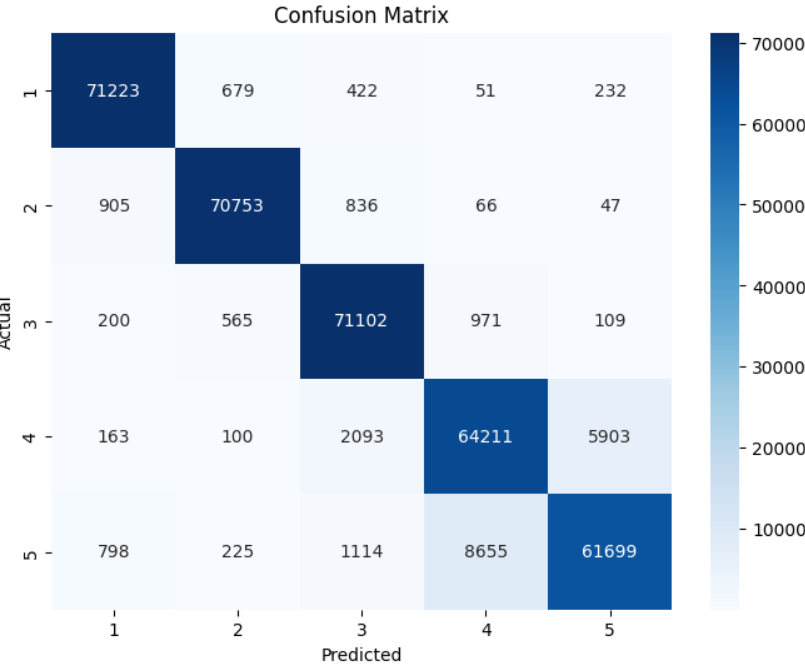 Confusion Matrix
1 71223 679 422 51 232
2 905 70753 836 66 47
3 200 565 71102 971 109
4 163 100 2093 64211 5903
5 798 225 1114 8655 61699
1 2 3 4 5
Predicted
Actual
70000
60000
50000
40000
30000
20000
10000